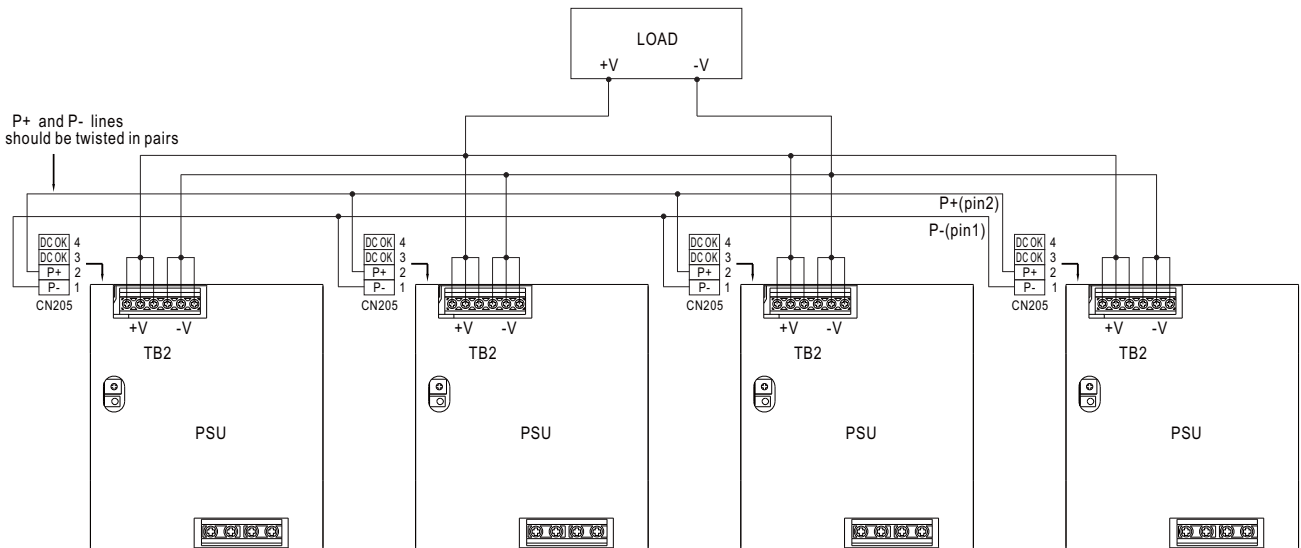 LOAD
+V -V
P+ and P- lines
should be twisted in pairs
P+(pin2)
P-(pin1)
DC OK 4
DC OK 3
P+ 2
P- 1
CN205
DC OK 4
DC OK 3
P+ 2
P- 1
CN205
DC OK 4
DC OK 3
P+ 2
P- 1
CN205
DC OK 4
DC OK 3
P+ 2
P- 1
CN205
+V -V
TB2
PSU
+V -V
TB2
PSU
+V -V
TB2
PSU
+V -V
TB2
PSU